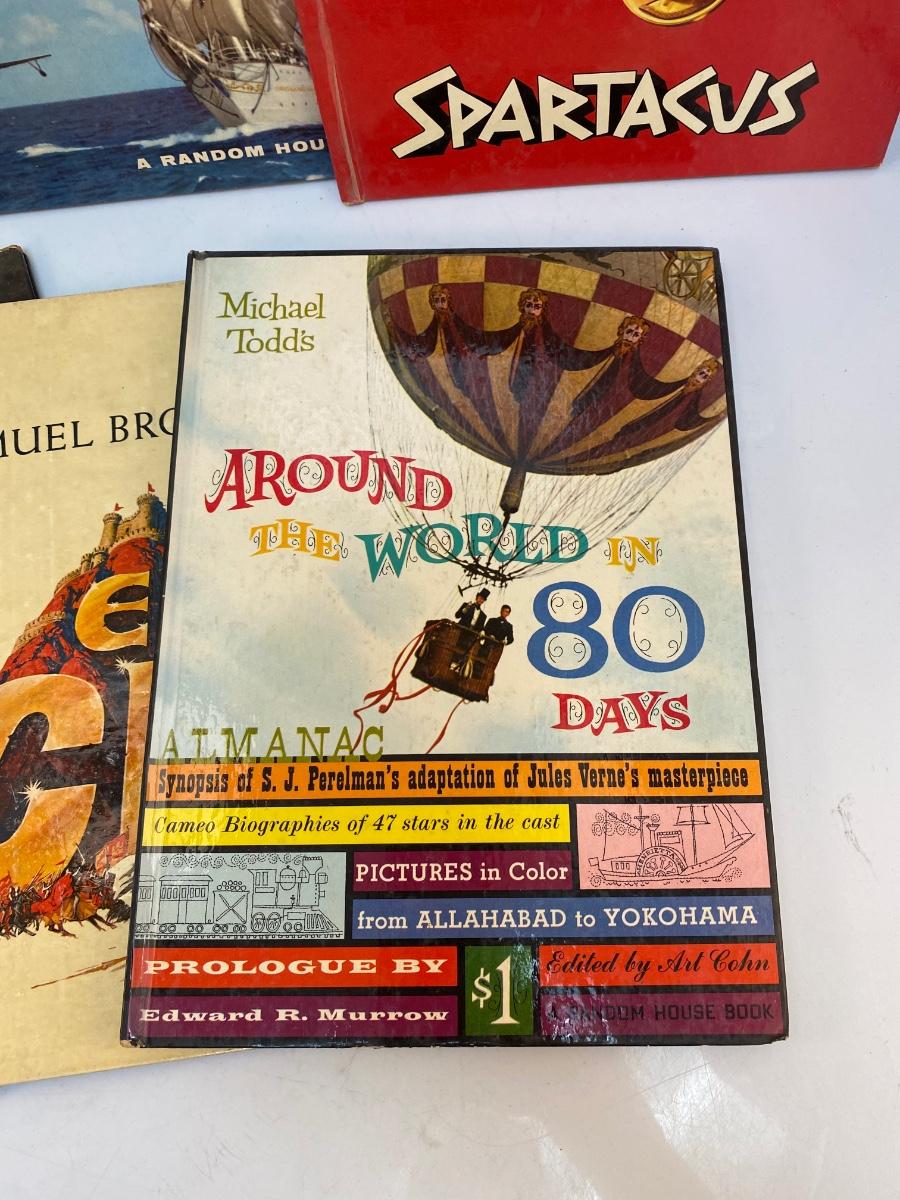 A RANDOM HOU
SPARTACUS
MUEL BRO
E
CI
Michael
Todd's
AROUND
THE WORLD IN
80
DAYS
ALMANAC
Synopsis of S. J. Perelman's adaptation of Jules Verne's masterpiece
Cameo Biographies of 47 stars in the cast
PICTURES in Color
HENRIETTA
from ALLAHABAD to YOKOHAMA
PROLOGUE BY
Edward R. Murrow
$1
Edited by Art Cohn
A RANDOM HOUSE BOOK